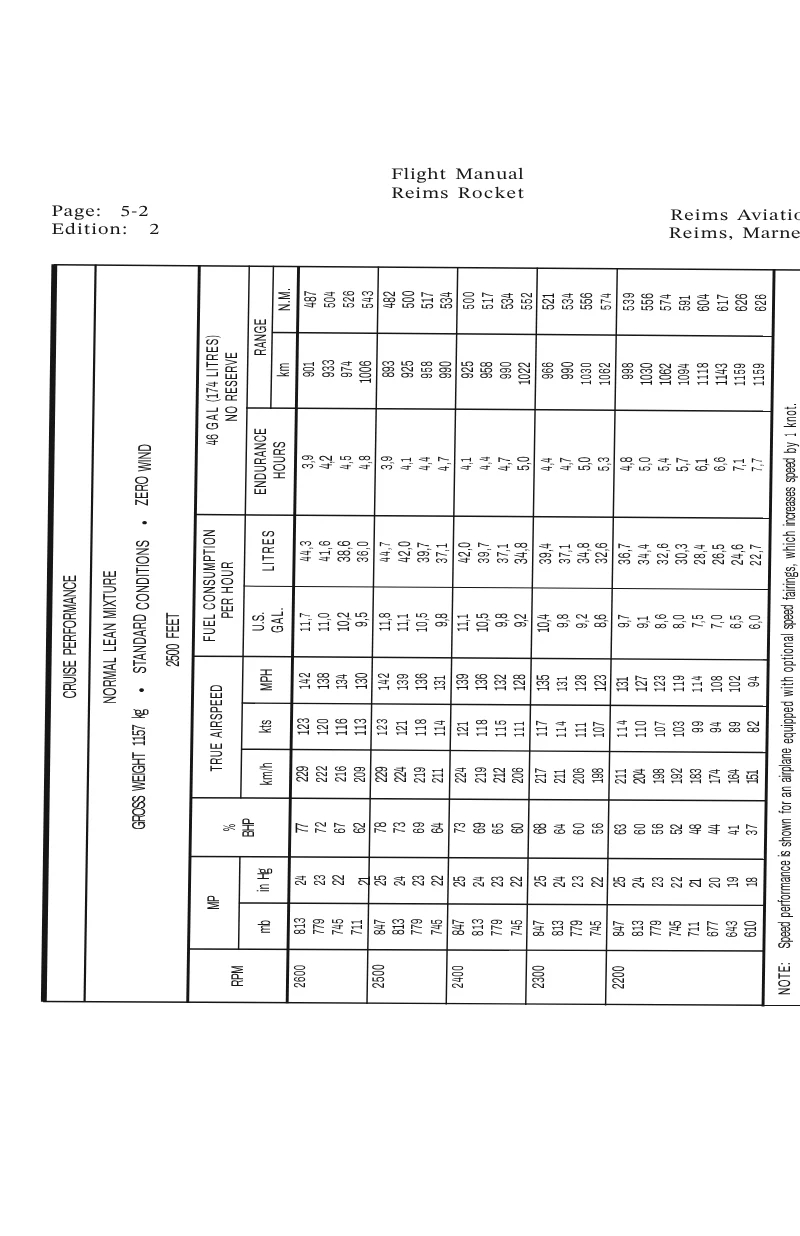 Flight Manual
Reims Rocket
Page: 5-2
Edition: 2
Reims Aviatio
Reims, Marne
CRUISE PERFORMANCE
NORMAL LEAN MIXTURE
GROSS WEIGHT 1157 kg • STANDARD CONDITIONS • ZERO WIND
2500 FEET
RPM MP % BHP TRUE AIRSPEED FUEL CONSUMPTION PER HOUR 46 GAL (174 LITRES) NO RESERVE
mb in Hg km/h kts MPH U.S. GAL. LITRES ENDURANCE HOURS RANGE
km N.M.
2600 813 24 77 229 123 142 11,7 44,3 3,9 901 487
779 23 72 222 120 138 11,0 41,6 4,2 933 504
745 22 67 216 116 134 10,2 38,6 4,5 974 526
711 21 62 209 113 130 9,5 36,0 4,8 1006 543
2500 847 25 78 229 123 142 11,8 44,7 3,9 893 482
813 24 73 224 121 139 11,1 42,0 4,1 925 500
779 23 69 219 118 136 10,5 39,7 4,4 958 517
745 22 64 211 114 131 9,8 37,1 4,7 990 534
2400 847 25 73 224 121 139 11,1 42,0 4,1 925 500
813 24 69 219 118 136 10,5 39,7 4,4 958 517
779 23 65 212 115 132 9,8 37,1 4,7 990 534
745 22 60 206 111 128 9,2 34,8 5,0 1022 552
2300 847 25 68 217 117 135 10,4 39,4 4,4 966 521
813 24 64 211 114 131 9,8 37,1 4,7 990 534
779 23 60 206 111 128 9,2 34,8 5,0 1030 556
745 22 56 198 107 123 8,6 32,6 5,3 1062 574
2200 847 25 63 211 114 131 9,7 36,7 4,8 998 539
813 24 60 204 110 127 9,1 34,4 5,0 1030 556
779 23 56 198 107 123 8,6 32,6 5,4 1062 574
745 22 52 192 103 119 8,0 30,3 5,7 1094 591
711 21 48 183 99 114 7,5 28,4 6,1 1118 604
677 20 44 174 94 108 7,0 26,5 6,6 1143 617
643 19 41 164 89 102 6,5 24,6 7,1 1159 626
610 18 37 151 82 94 6,0 22,7 7,7 1159 626
NOTE: Speed performance is shown for an airplane equipped with optional speed fairings, which increases speed by 1 knot.